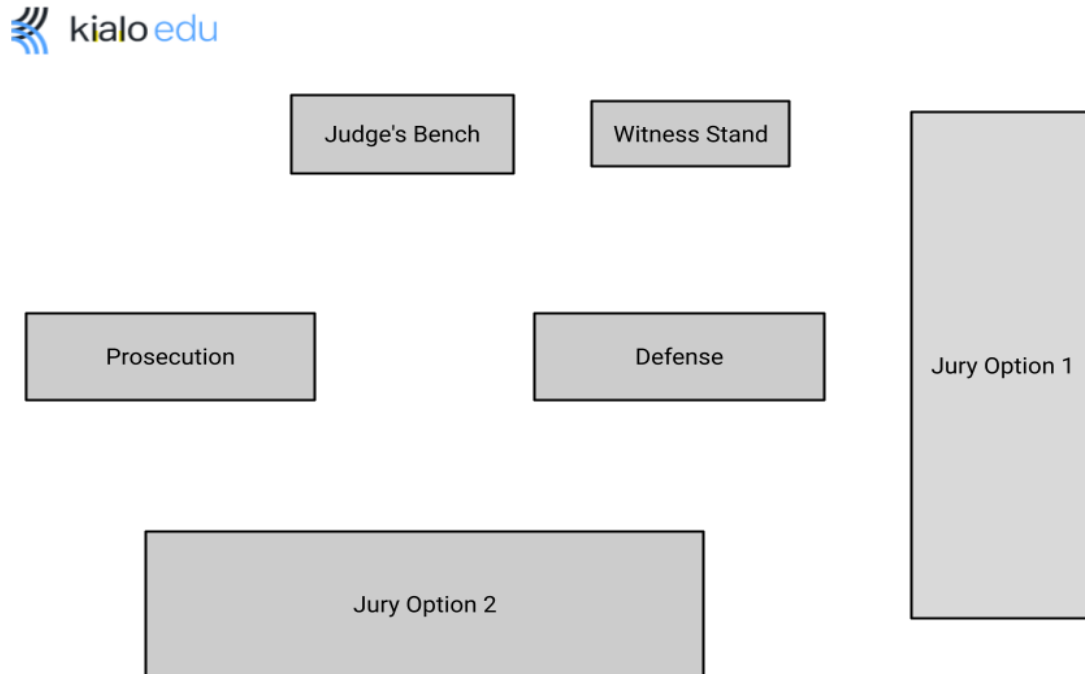 kialo edu
Judge's Bench
Witness Stand
Prosecution
Defense
Jury Option 1
Jury Option 2